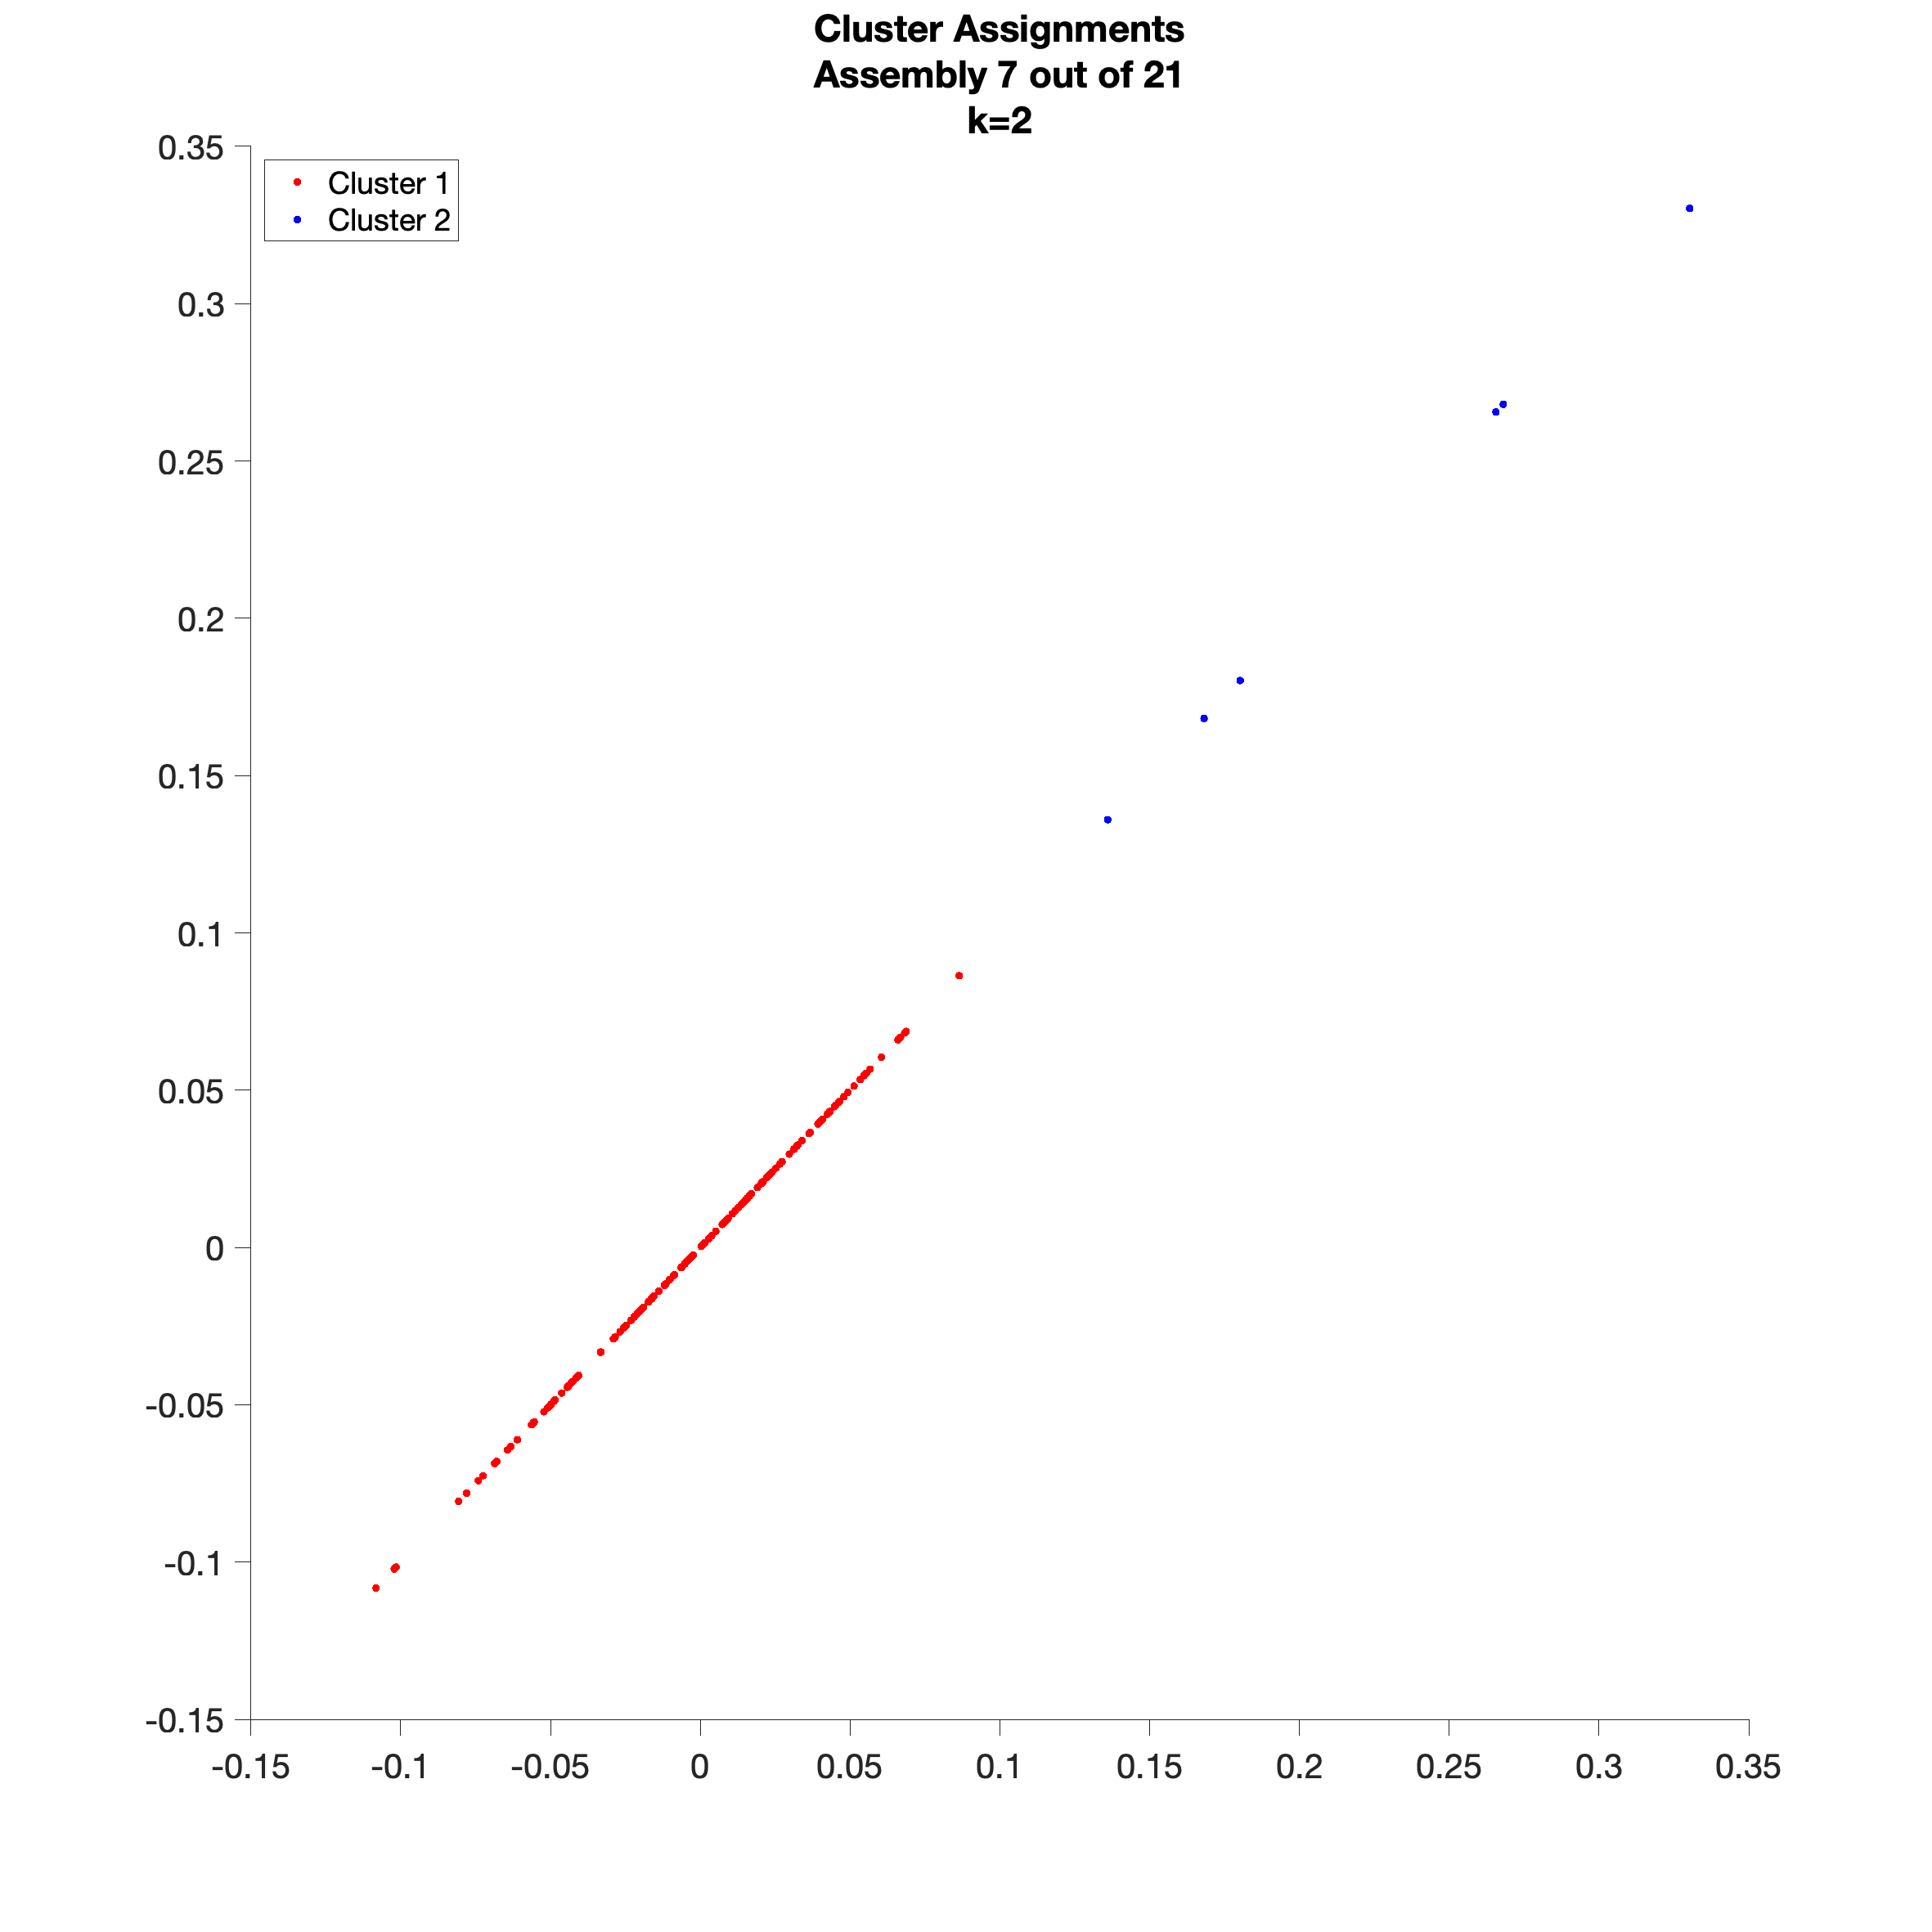 Cluster Assignments
Assembly 7 out of 21
k=2
0.35
Cluster 1
Cluster 2
0.3
0.25
0.2
0.15
0.1
0.05
0
-0.05
-0.1
-0.15
-0.15 -0.1 -0.05 0 0.05 0.1 0.15 0.2 0.25 0.3 0.35